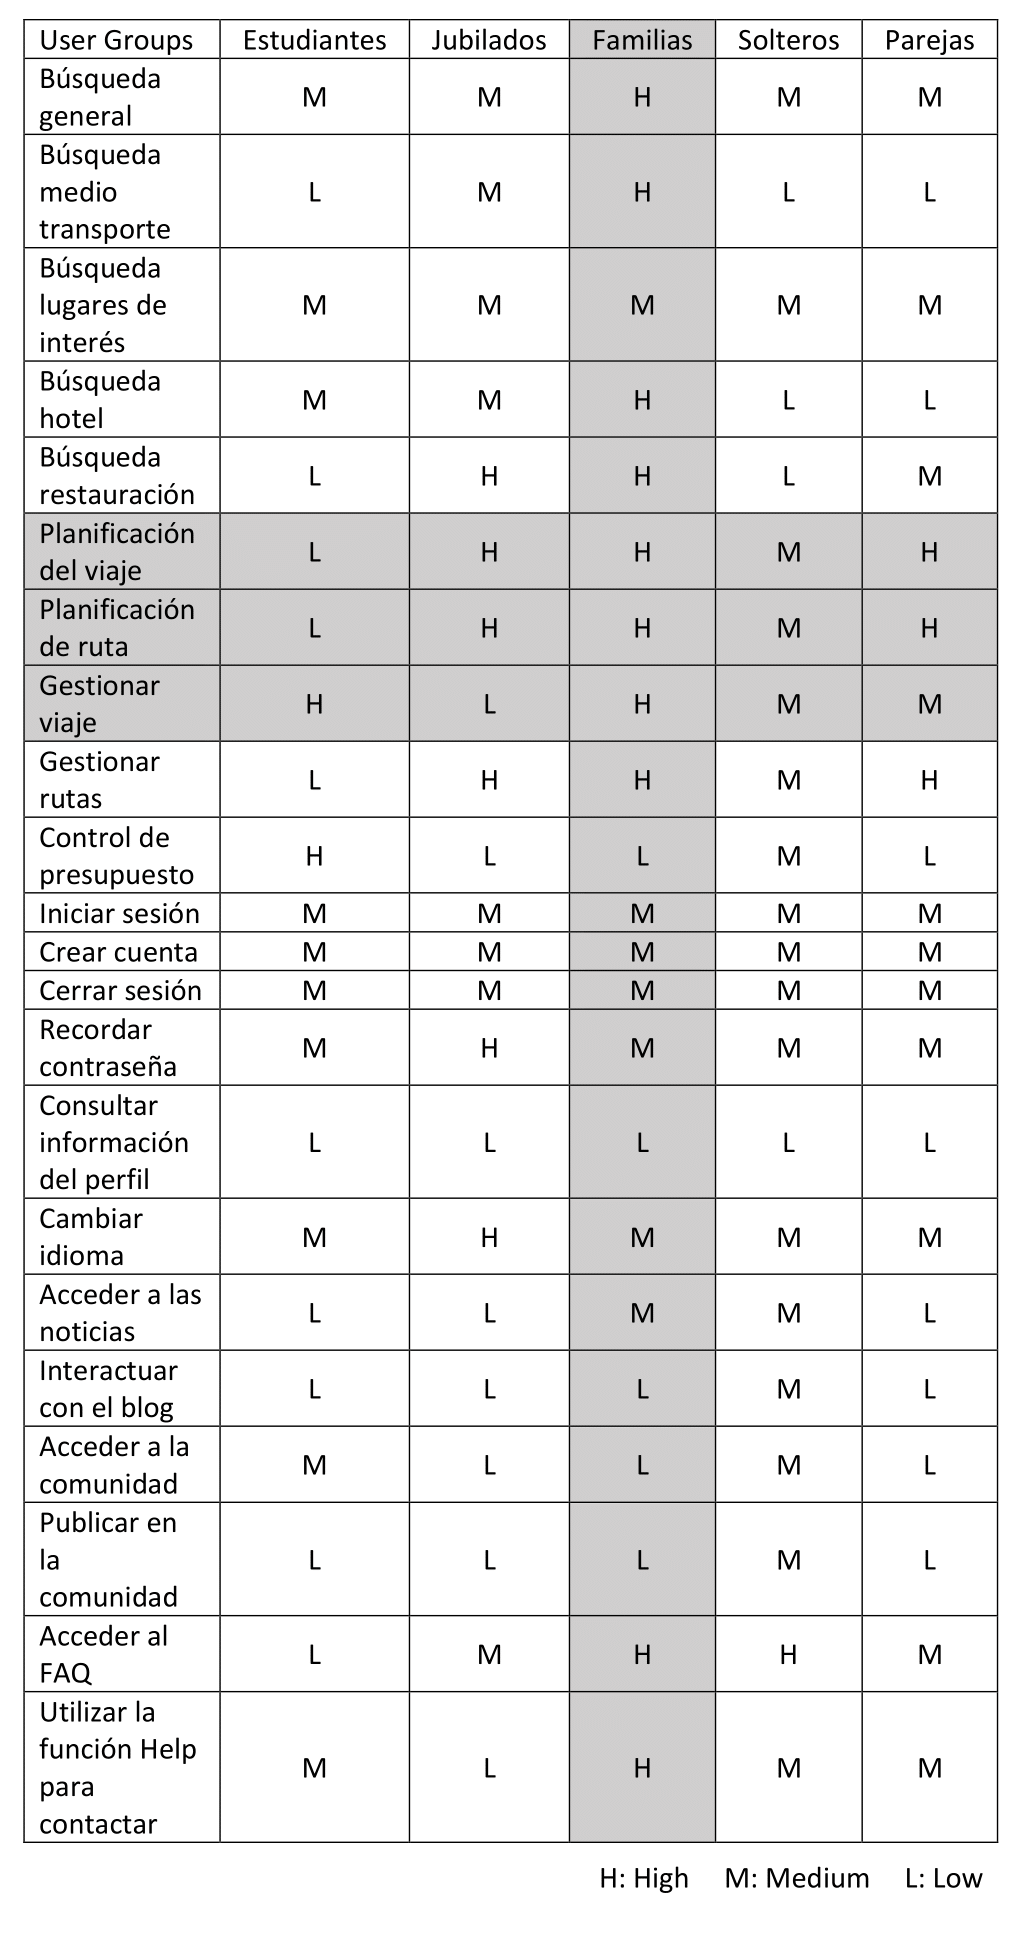 User Groups Estudiantes Jubilados Familias Solteros Parejas
Búsqueda
general M M H M M
Búsqueda
medio L M H L L
transporte
Búsqueda
lugares de M M M M M
interés
Búsqueda
hotel M M H L L
Búsqueda
restauración L H H L M
Planificación
del viaje L H H M H
Planificación
de ruta L H H M H
Gestionar
viaje H L H M M
Gestionar
rutas L H H M H
Control de
presupuesto H L L M L
Iniciar sesión M M M M M
Crear cuenta M M M M M
Cerrar sesión M M M M M
Recordar
contraseña M H M M M
Consultar
información L L L L L
del perfil
Cambiar
idioma M H M M M
Acceder a las
noticias L L M M L
Interactuar
con el blog L L L M L
Acceder a la
comunidad M L L M L
Publicar en
la L L L M L
comunidad
Acceder al
FAQ L M H H M
Utilizar la
función Help M L H M M
para
contactar
H: High M: Medium L: Low